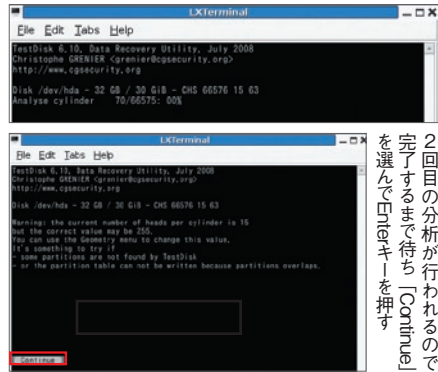 LXTerminal
File Edit Tabs Help
TestDisk 6.10, Data Recovery Utility, July 2008
Christophe GRENIER <grenier@cgsecurity.org>
http://www.cgsecurity.org
Disk /dev/hda - 32 GB / 30 GiB - CHS 66576 15 63
Analyse cylinder 70/66575: 00%
LXTerminal
File Edit Tabs Help
TestDisk 6.10, Data Recovery Utility, July 2008
Christophe GRENIER <grenier@cgsecurity.org>
http://www.cgsecurity.org
Disk /dev/hda - 32 GB / 30 GiB - CHS 66576 15 63
Warning: the current number of heads per cylinder is 15
but the correct value may be 255.
You can use the Geometry menu to change this value.
It's something to try if
- some partitions are not found by TestDisk
- or the partition table can not be written because partitions overlaps.
Continue
2回目の分析が行われるので
完了するまで待ち「Continue」
を選んでEnterキーを押す